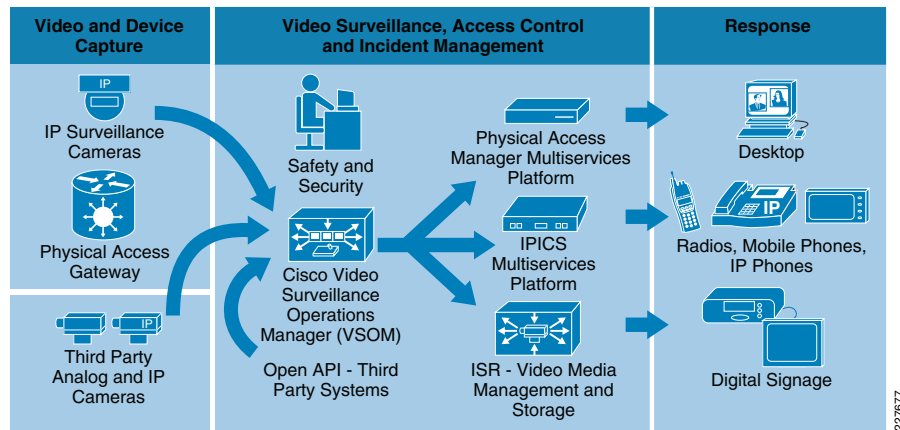 Video and Device
Capture
Video Surveillance, Access Control
and Incident Management
Response
IP
IP Surveillance
Cameras
Physical Access
Gateway
IP
Third Party
Analog and IP
Cameras
Safety and
Security
Cisco Video
Surveillance
Operations
Manager (VSOM)
Open API - Third
Party Systems
Physical Access
Manager Multiservices
Platform
IPICS
Multiservices
Platform
ISR - Video Media
Management and
Storage
Desktop
IP
Radios, Mobile Phones,
IP Phones
Digital Signage
227677